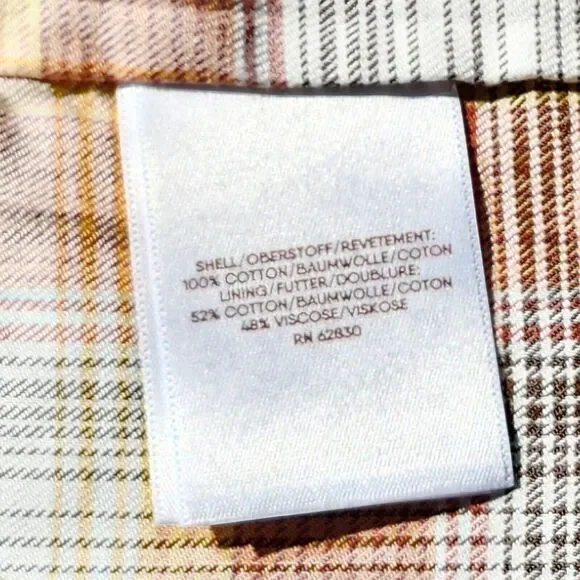 SHELL/OBERSTOFF/REVETEMENT:
100% COTTON/BAUMWOLLE/COTON
LINING/FUTTER/DOUBLURE:
52% COTTON/BAUMWOLLE/COTON
48% VISCOSE/VISKOSE
RN 62830